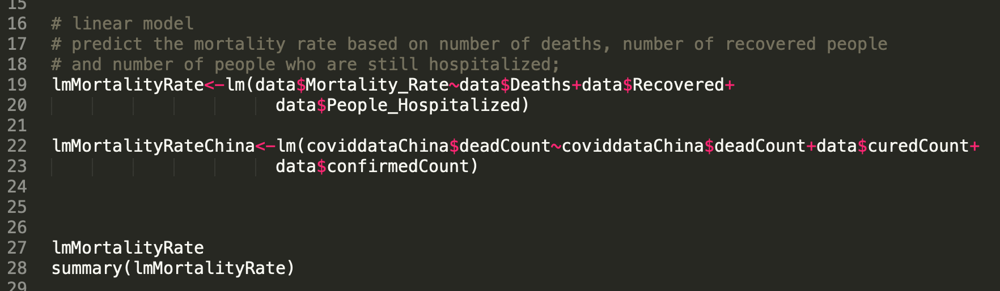 15
16 # linear model
17 # predict the mortality rate based on number of deaths, number of recovered people
18 # and number of people who are still hospitalized;
19 lmMortalityRate<-lm(data$Mortality_Rate~data$Deaths+data$Recovered+
20 data$People_Hospitalized)
21
22 lmMortalityRateChina<-lm(coviddataChina$deadCount~coviddataChina$deadCount+data$curedCount+
23 data$confirmedCount)
24
25
26
27 lmMortalityRate
28 summary(lmMortalityRate)
29